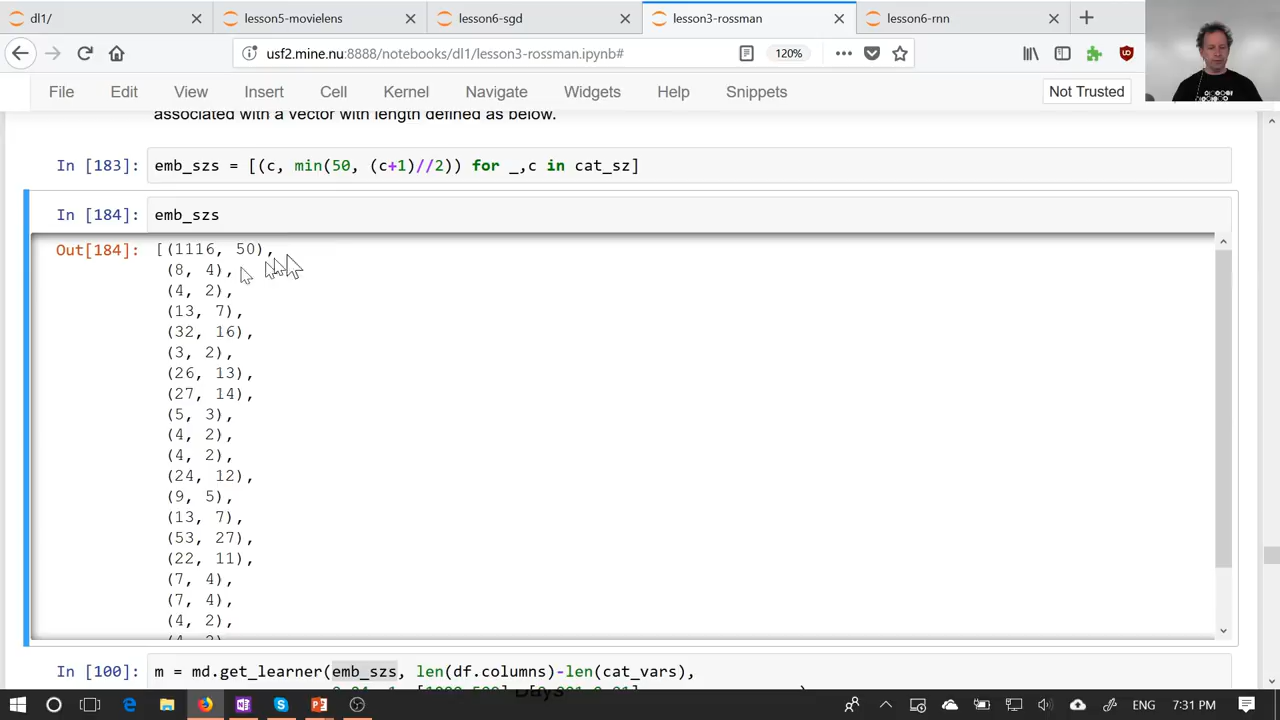 dl1/
lesson5-movielens
lesson6-sgd
lesson3-rossman
lesson6-rnn
usf2.mine.nu:8888/notebooks/dl1/lesson3-rossman.ipynb#
120%
File Edit View Insert Cell Kernel Navigate Widgets Help Snippets
Not Trusted
associated with a vector with length defined as below.
In [183]: emb_szs = [(c, min(50, (c+1)//2)) for _,c in cat_sz]
In [184]: emb_szs
Out[184]: [(1116, 50),
(8, 4),
(4, 2),
(13, 7),
(32, 16),
(3, 2),
(26, 13),
(27, 14),
(5, 3),
(4, 2),
(4, 2),
(24, 12),
(9, 5),
(13, 7),
(53, 27),
(22, 11),
(7, 4),
(7, 4),
(4, 2),
(4, 2)
In [100]: m = md.get_learner(emb_szs, len(df.columns)-len(cat_vars),
ENG 7:31 PM